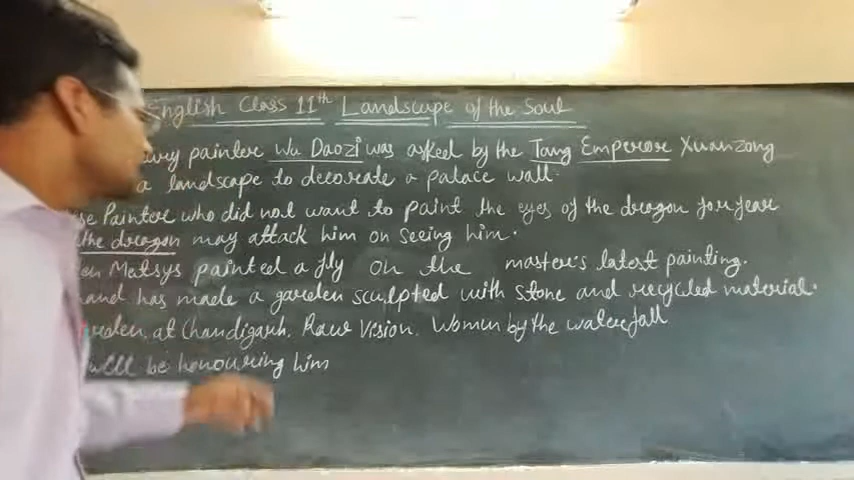 English Class 11th Landscape of the Soul
painter Wu Daozi was asked by the Tang Emperor Xuanzong
a landscape to decorate a palace wall.
Painter who did not want to paint the eyes of the dragon for fear
the dragon may attack him on seeing him.
Matsys painted a fly on the master's latest painting.
has made a garden sculpted with stone and recycled material.
at Chandigarh. Raw Vision. Women by the waterfall
will be honouring him